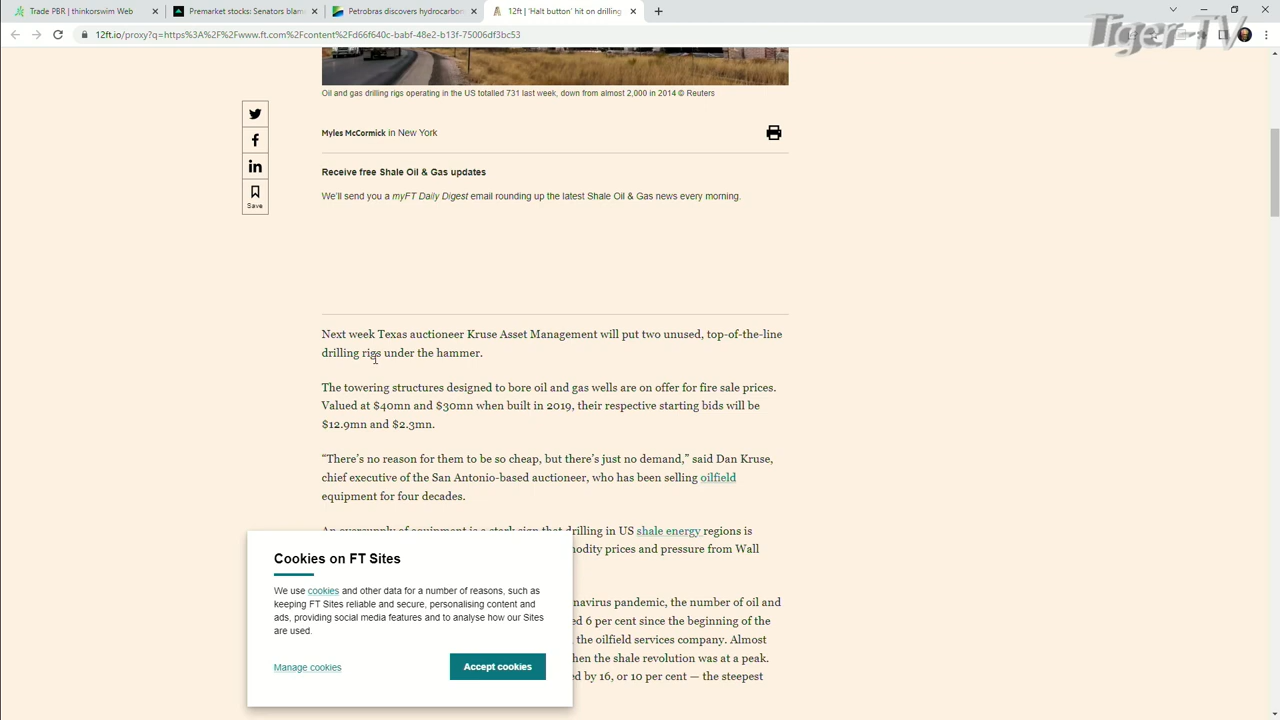 Trade PBR | thinkorswim Web
Premarket stocks: Senators blam
Petrobras discovers hydrocarbon
12ft | 'Halt button' hit on drilling
Tiger-TV
12ft.io/proxy?q=https%3A%2F%2Fwww.ft.com%2Fcontent%2Fd66f640c-babf-48e2-b13f-75006df3bc53
Oil and gas drilling rigs operating in the US totalled 731 last week, down from almost 2,000 in 2014 © Reuters
Myles McCormick in New York
Receive free Shale Oil & Gas updates
We'll send you a myFT Daily Digest email rounding up the latest Shale Oil & Gas news every morning.
Save
Next week Texas auctioneer Kruse Asset Management will put two unused, top-of-the-line
drilling rigs under the hammer.
The towering structures designed to bore oil and gas wells are on offer for fire sale prices.
Valued at $40mn and $30mn when built in 2019, their respective starting bids will be
$12.9mn and $2.3mn.
“There's no reason for them to be so cheap, but there's just no demand,” said Dan Kruse,
chief executive of the San Antonio-based auctioneer, who has been selling oilfield
equipment for four decades.
An oversupply of equipment is a stark sign that drilling in US shale energy regions is
modity prices and pressure from Wall
navirus pandemic, the number of oil and
ed 6 per cent since the beginning of the
the oilfield services company. Almost
hen the shale revolution was at a peak.
ed by 16, or 10 per cent — the steepest
Cookies on FT Sites
We use cookies and other data for a number of reasons, such as
keeping FT Sites reliable and secure, personalising content and
ads, providing social media features and to analyse how our Sites
are used.
Manage cookies
Accept cookies